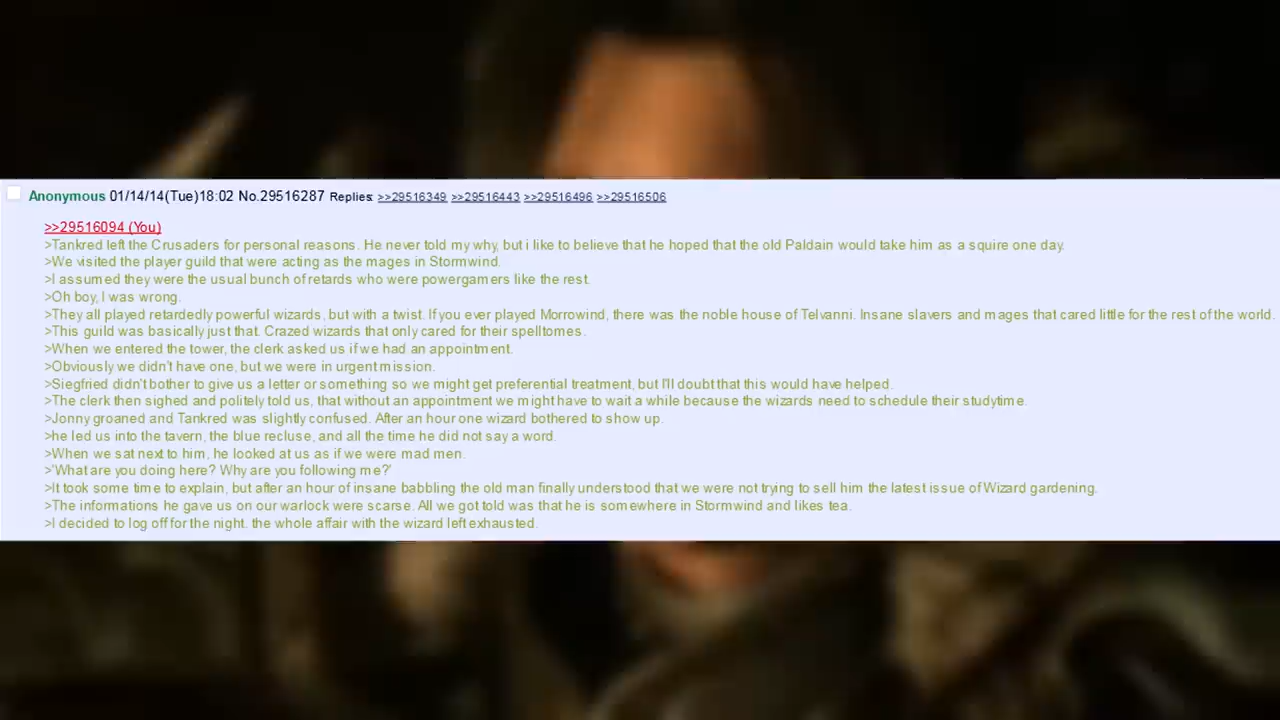 Anonymous 01/14/14(Tue)18:02 No.29516287 Replies: >>29516349 >>29516443 >>29516496 >>29516506
>>29516094 (You)
>Tankred left the Crusaders for personal reasons. He never told my why, but i like to believe that he hoped that the old Paldain would take him as a squire one day.
>We visited the player guild that were acting as the mages in Stormwind.
>I assumed they were the usual bunch of retards who were powergamers like the rest.
>Oh boy, I was wrong.
>They all played retardedly powerful wizards, but with a twist. If you ever played Morrowind, there was the noble house of Telvanni. Insane slavers and mages that cared little for the rest of the world.
>This guild was basically just that. Crazed wizards that only cared for their spelltomes.
>When we entered the tower, the clerk asked us if we had an appointment.
>Obviously we didn't have one, but we were in urgent mission.
>Siegfried didn't bother to give us a letter or something so we might get preferential treatment, but I'll doubt that this would have helped.
>The clerk then sighed and politely told us, that without an appointment we might have to wait a while because the wizards need to schedule their studytime.
>Jonny groaned and Tankred was slightly confused. After an hour one wizard bothered to show up.
>he led us into the tavern, the blue recluse, and all the time he did not say a word.
>When we sat next to him, he looked at us as if we were mad men.
>'What are you doing here? Why are you following me?'
>It took some time to explain, but after an hour of insane babbling the old man finally understood that we were not trying to sell him the latest issue of Wizard gardening.
>The informations he gave us on our warlock were scarse. All we got told was that he is somewhere in Stormwind and likes tea.
>I decided to log off for the night. the whole affair with the wizard left exhausted.